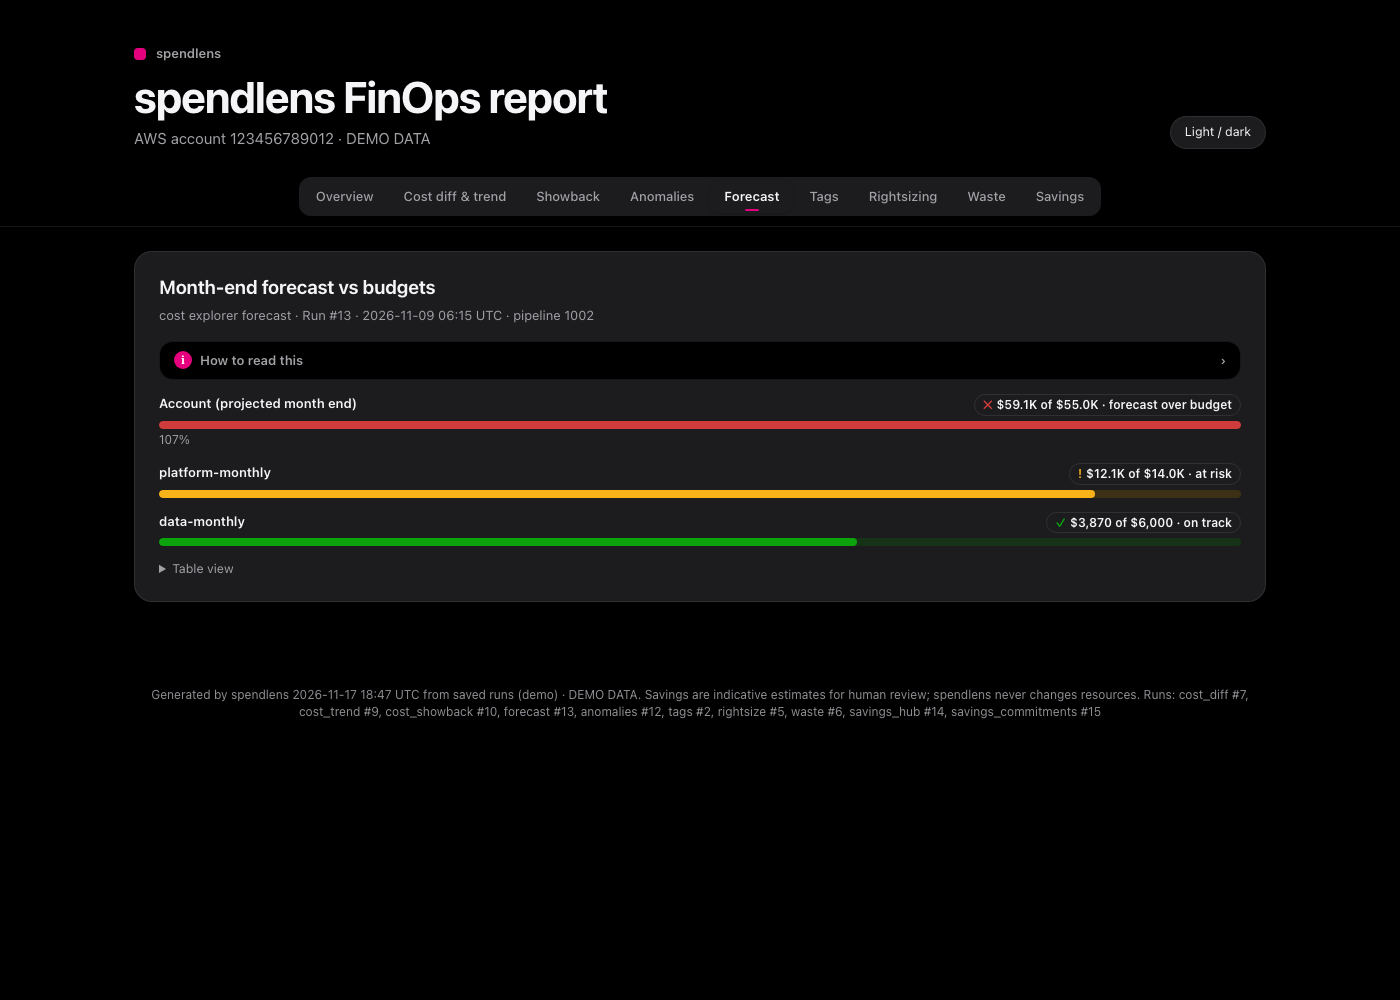 spendlens
spendlens FinOps report
AWS account 123456789012 · DEMO DATA
Light / dark
Overview
Cost diff & trend
Showback
Anomalies
Forecast
Tags
Rightsizing
Waste
Savings
Month-end forecast vs budgets
cost explorer forecast · Run #13 · 2026-11-09 06:15 UTC · pipeline 1002
i How to read this ›
Account (projected month end)
✕ $59.1K of $55.0K · forecast over budget
107%
platform-monthly
! $12.1K of $14.0K · at risk
data-monthly
✓ $3,870 of $6,000 · on track
▶ Table view
Generated by spendlens 2026-11-17 18:47 UTC from saved runs (demo) · DEMO DATA. Savings are indicative estimates for human review; spendlens never changes resources. Runs: cost_diff #7,
cost_trend #9, cost_showback #10, forecast #13, anomalies #12, tags #2, rightsize #5, waste #6, savings_hub #14, savings_commitments #15